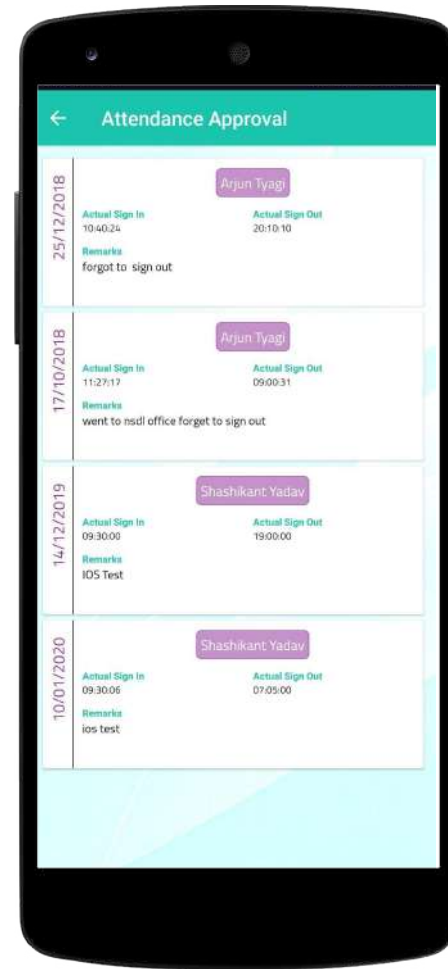 Attendance Approval
25/12/2018
Arjun Tyagi
Actual Sign In Actual Sign Out
10:40:24 20:10:10
Remarks
forgot to sign out
17/10/2018
Arjun Tyagi
Actual Sign In Actual Sign Out
11:27:17 09:00:31
Remarks
went to nsdl office forget to sign out
14/12/2019
Shashikant Yadav
Actual Sign In Actual Sign Out
09:30:00 19:00:00
Remarks
IOS Test
10/01/2020
Shashikant Yadav
Actual Sign In Actual Sign Out
09:30:06 07:05:00
Remarks
ios test